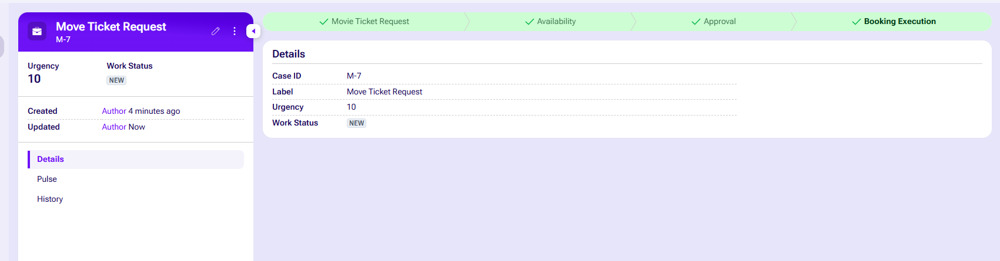 Move Ticket Request
M-7
Urgency
10
Work Status
NEW
Created Author 4 minutes ago
Updated Author Now
Details
Pulse
History
Movie Ticket Request Availability Approval Booking Execution
Details
Case ID M-7
Label Move Ticket Request
Urgency 10
Work Status NEW